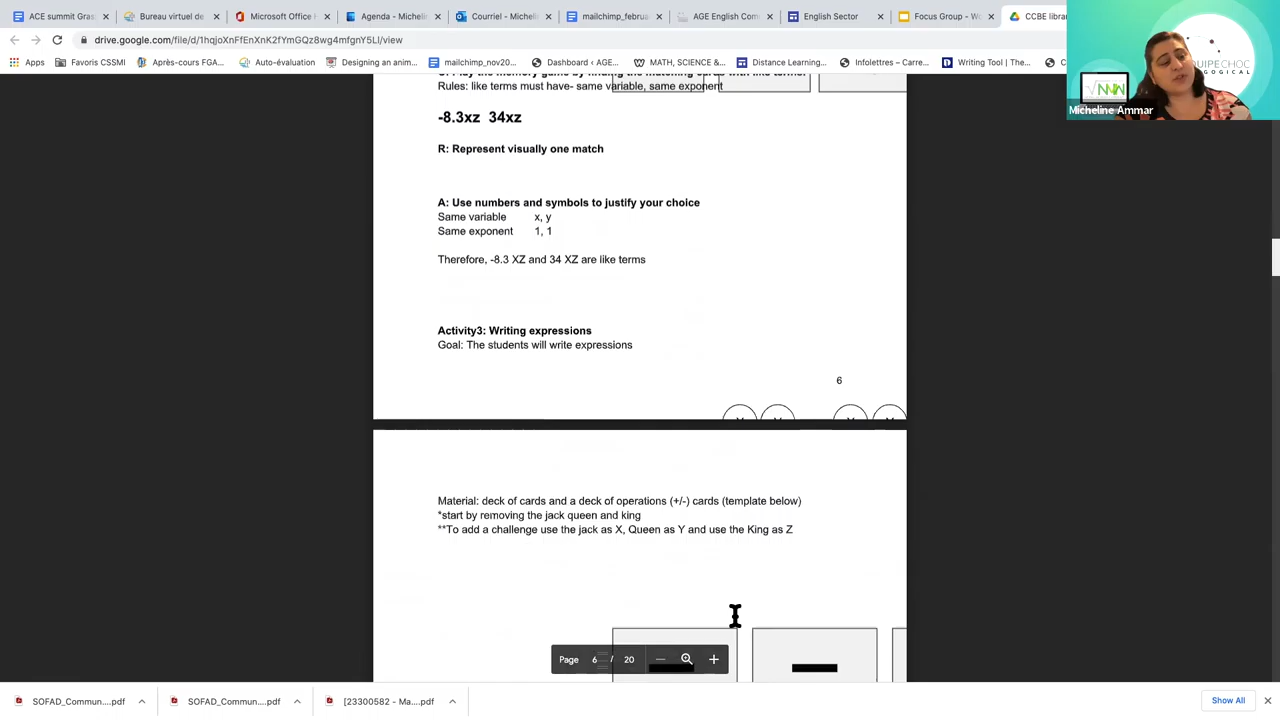 ACE summit Gras
Bureau virtuel de
Microsoft Office H
Agenda - Michelin
Courriel - Michell
mailchimp_februa
AGE English Com
English Sector
Focus Group - Wo
CCBE librar
drive.google.com/file/d/1hqjoXnFfEnXnK2fYmGQz8wg4mfgnY5LI/view
Apps
Favoris CSSMI
Après-cours FGA...
Auto-évaluation
Designing an anim...
mailchimp_nov20...
Dashboard ‹ AGE...
MATH, SCIENCE &...
Distance Learning...
Infolettres – Carre...
Writing Tool | The...
QUIPECHOC
GOGICAL
Micheline Ammar
Rules: like terms must have- same variable, same exponent
-8.3xz 34xz
R: Represent visually one match
A: Use numbers and symbols to justify your choice
Same variable x, y
Same exponent 1, 1
Therefore, -8.3 XZ and 34 XZ are like terms
Activity3: Writing expressions
Goal: The students will write expressions
6
Material: deck of cards and a deck of operations (+/-) cards (template below)
*start by removing the jack queen and king
**To add a challenge use the jack as X, Queen as Y and use the King as Z
Page 6 / 20
SOFAD_Commun....pdf
SOFAD_Commun....pdf
[23300582 - Ma....pdf
Show All